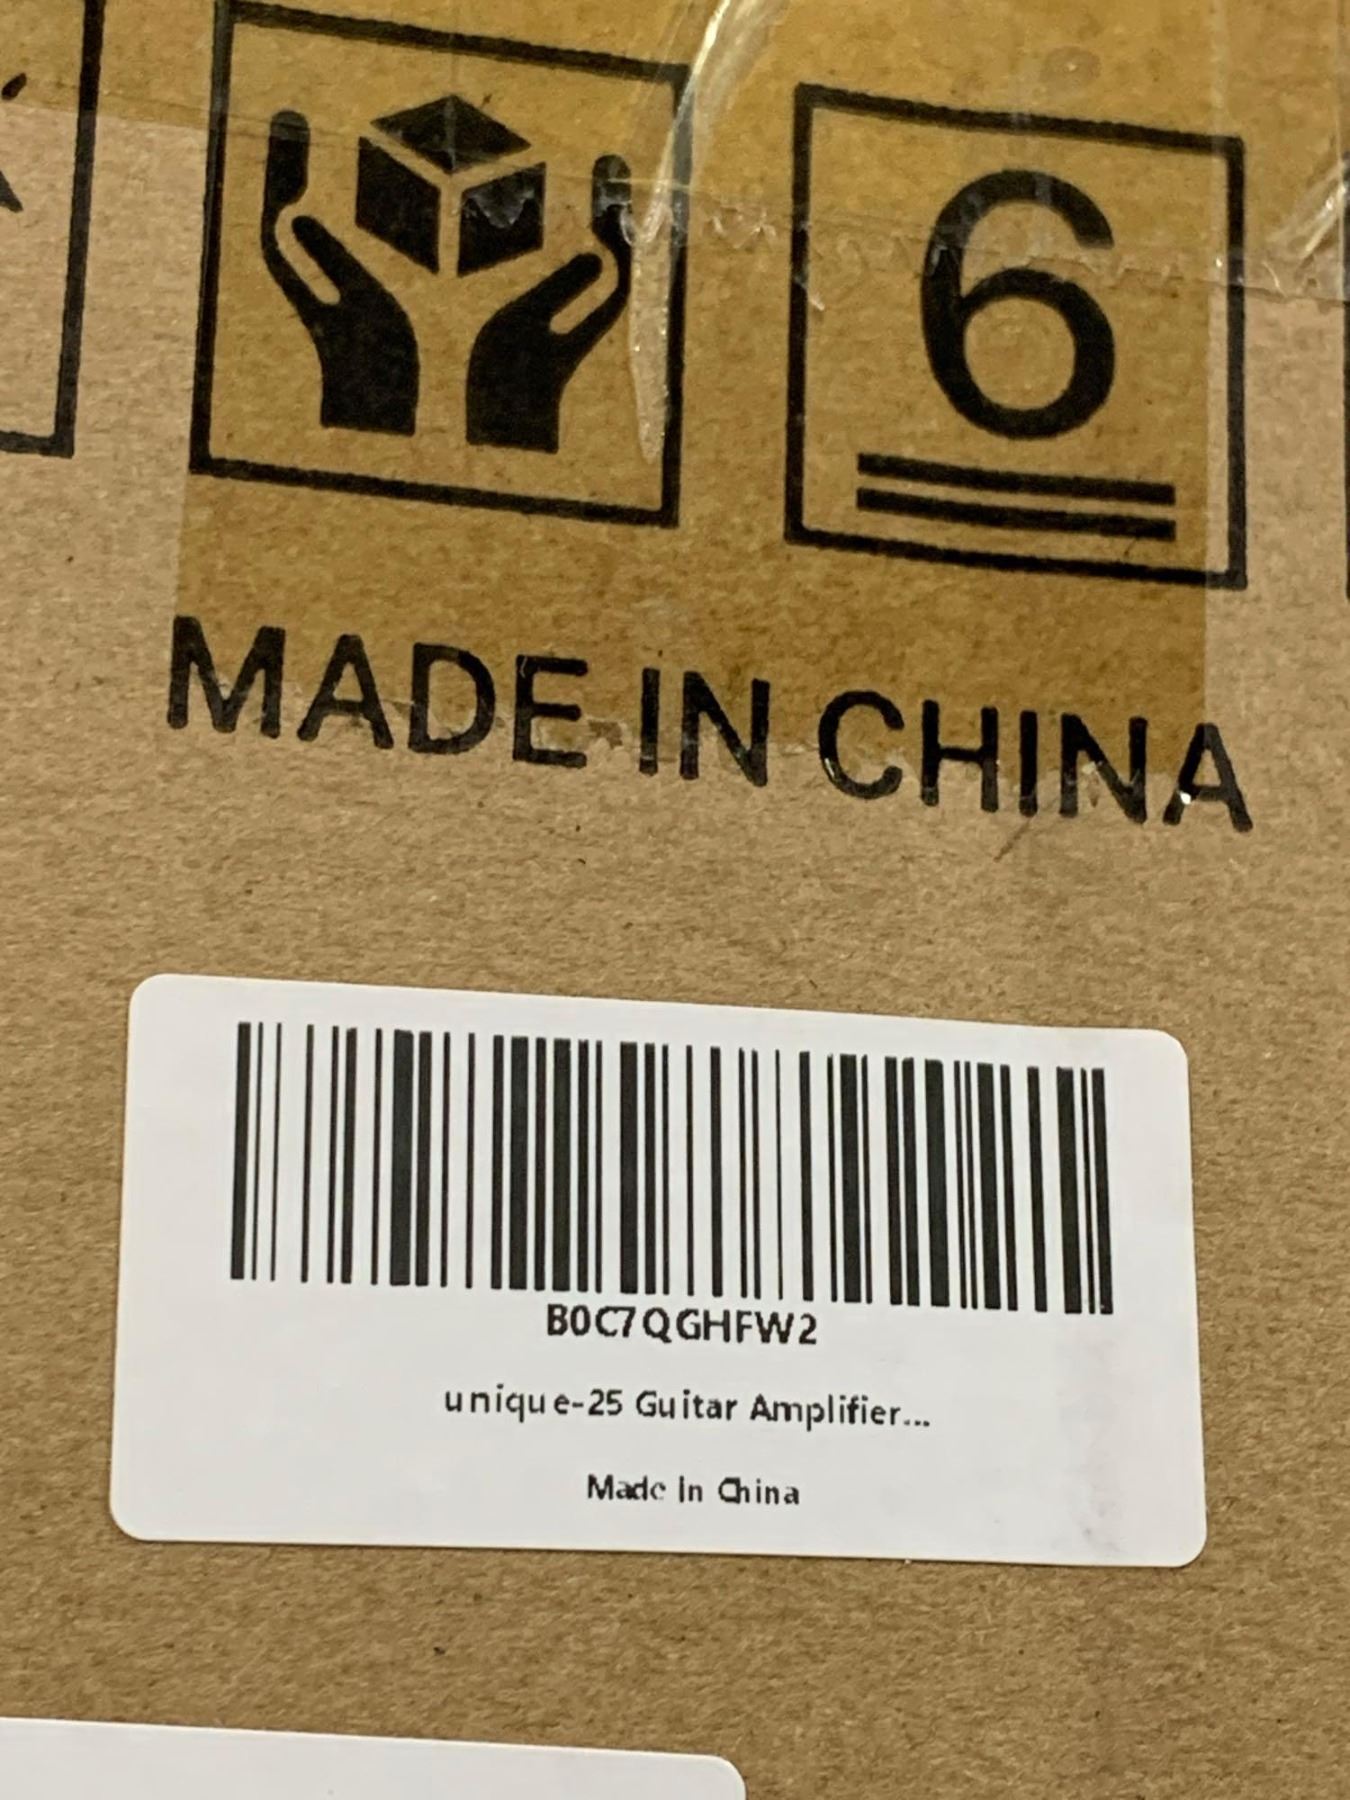 6
MADE IN CHINA
B0C7QGHFW2
unique-25 Guitar Amplifier...
Made in China